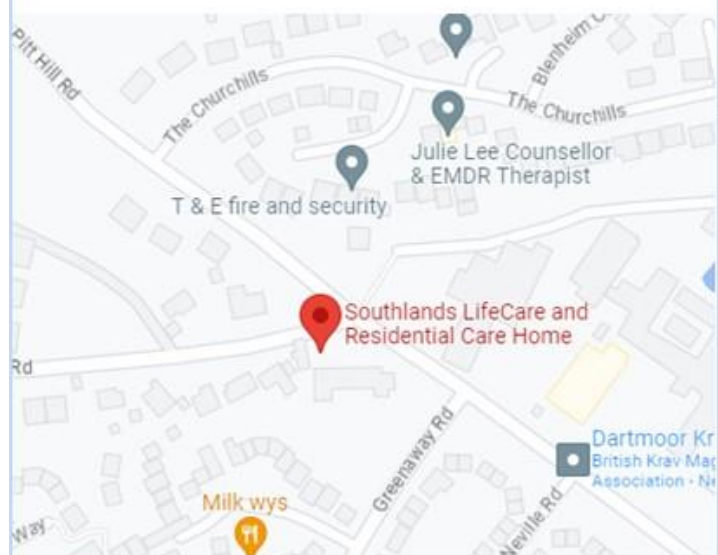 Pitt Hill Rd
The Churchills
Blenheim
The Churchills
Julie Lee Counsellor
& EMDR Therapist
T & E fire and security
Southlands LifeCare and
Residential Care Home
Rd
Greenaway Rd
Dartmoor Kr
British Krav Mag
Association - Ne
Milk wys
Neville Rd
Way